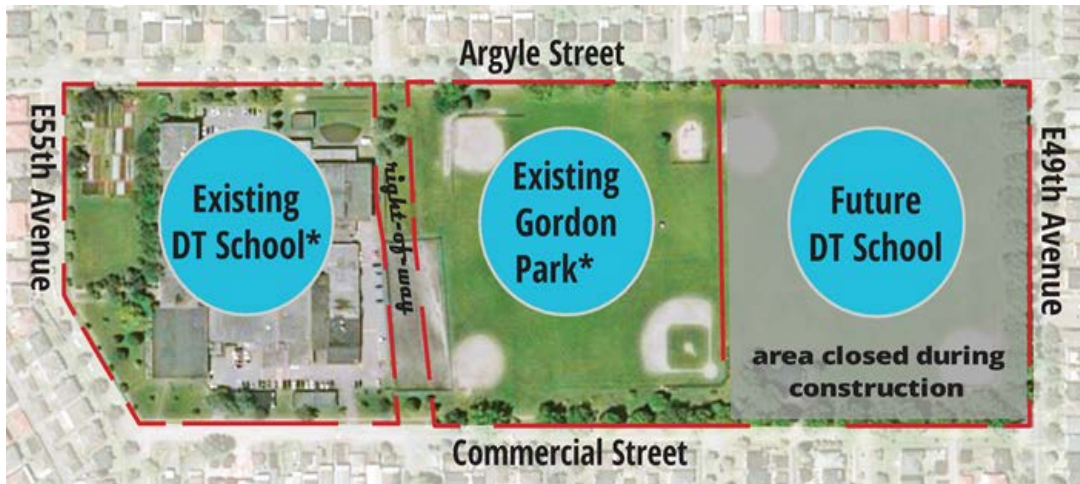 Argyle Street
E55th Avenue
Existing
DT School*
right-of-way
Existing
Gordon
Park*
Future
DT School
area closed during
construction
E49th Avenue
Commercial Street